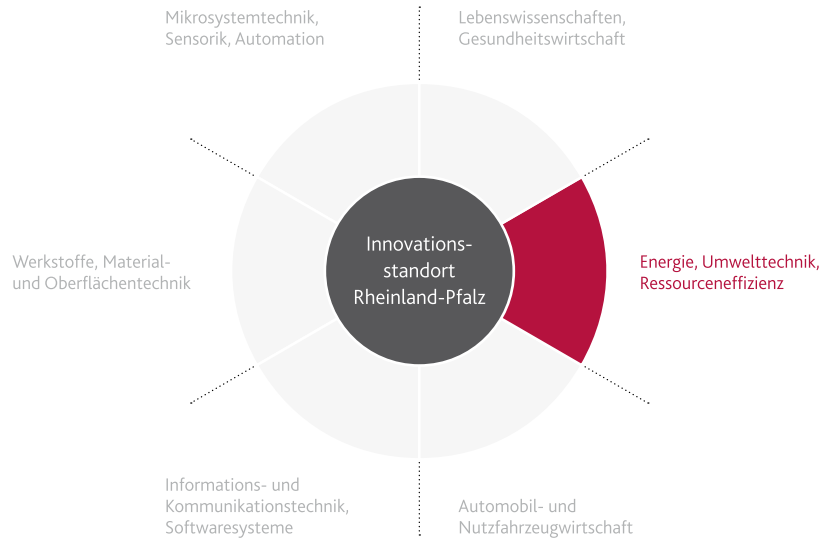 Mikrosystemtechnik,
Sensorik, Automation
Lebenswissenschaften,
Gesundheitswirtschaft
Innovations-
standort
Rheinland-Pfalz
Werkstoffe, Material-
und Oberflächentechnik
Energie, Umwelttechnik,
Ressourceneffizienz
Informations- und
Kommunikationstechnik,
Softwaresysteme
Automobil- und
Nutzfahrzeugwirtschaft